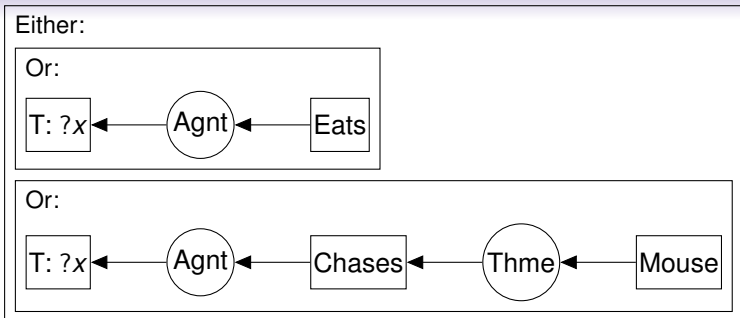 Either:
Or:
T: ?x Agnt Eats
Or:
T: ?x Agnt Chases Thme Mouse